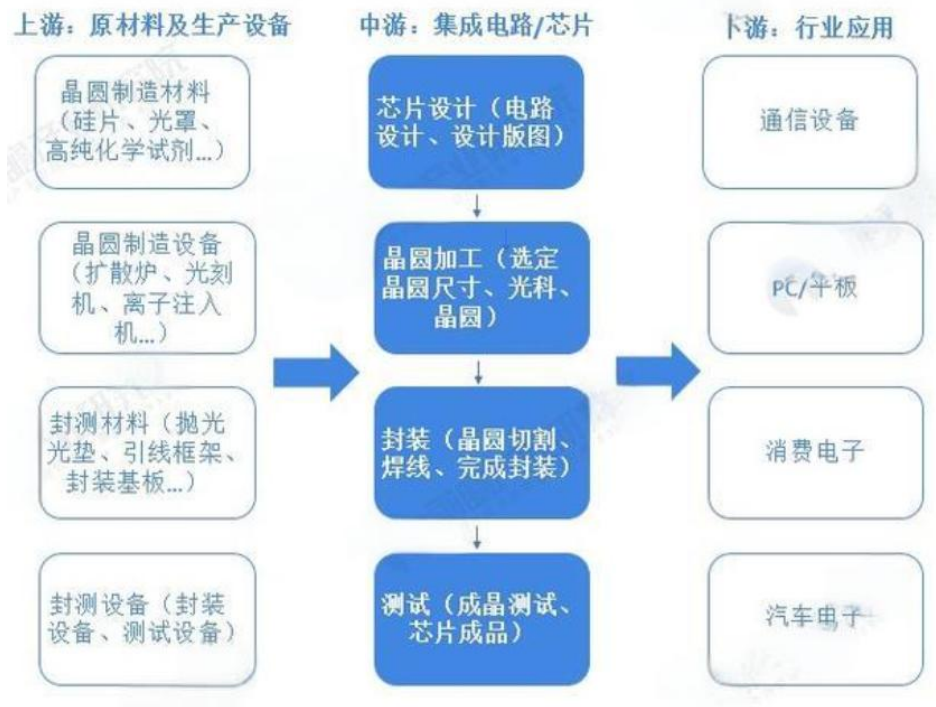 上游：原材料及生产设备
晶圆制造材料
（硅片、光罩、
高纯化学试剂…）
晶圆制造设备
（扩散炉、光刻
机、离子注入
机…）
封测材料（抛光
光垫、引线框架、
封装基板…）
封测设备（封装
设备、测试设备）
中游：集成电路/芯片
芯片设计（电路
设计、设计版图）
晶圆加工（选定
晶圆尺寸、光科、
晶圆）
封装（晶圆切割、
焊线、完成封装）
测试（成晶测试、
芯片成品）
下游：行业应用
通信设备
PC/平板
消费电子
汽车电子